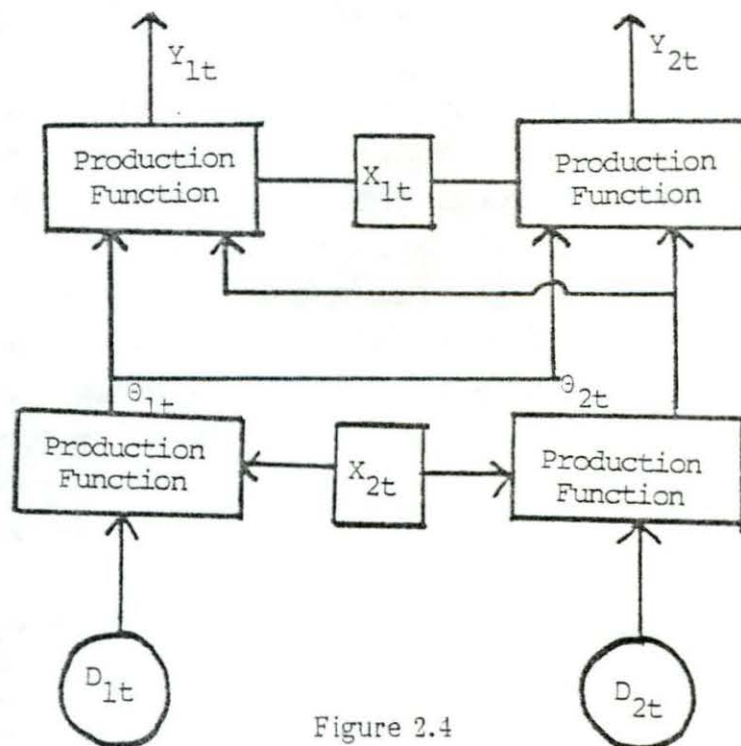 Y1t
Y2t
Production
Function
X1t
Production
Function
θ1t
θ2t
Production
Function
X2t
Production
Function
D1t
D2t
Figure 2.4